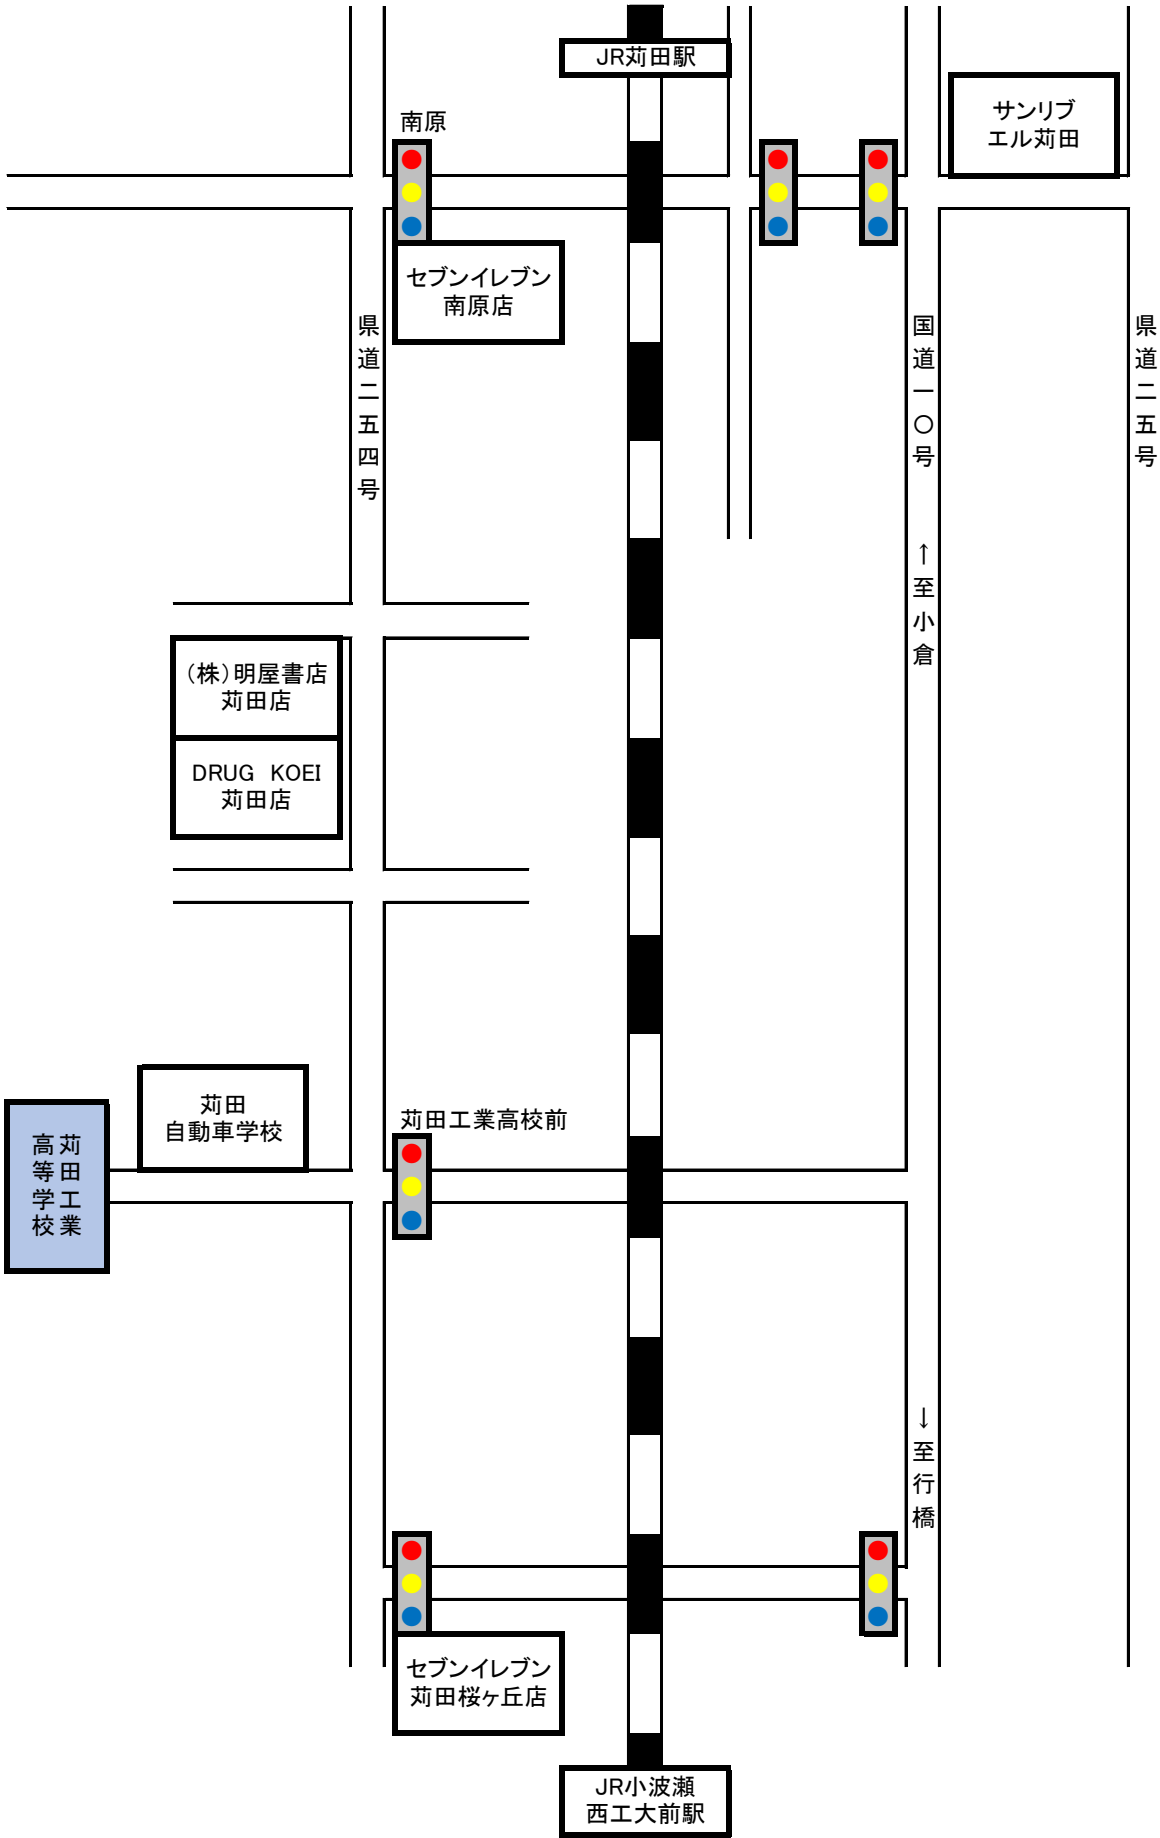 JR苅田駅
サンリブ
エル苅田
南原
セブンイレブン
南原店
県道二五四号
国道一〇号
県道二五号
↑至小倉
（株）明屋書店
苅田店
DRUG　KOEI
苅田店
苅田
自動車学校
苅田工業高校前
苅田工業
高等学校
↓至行橋
セブンイレブン
苅田桜ヶ丘店
JR小波瀬
西工大前駅